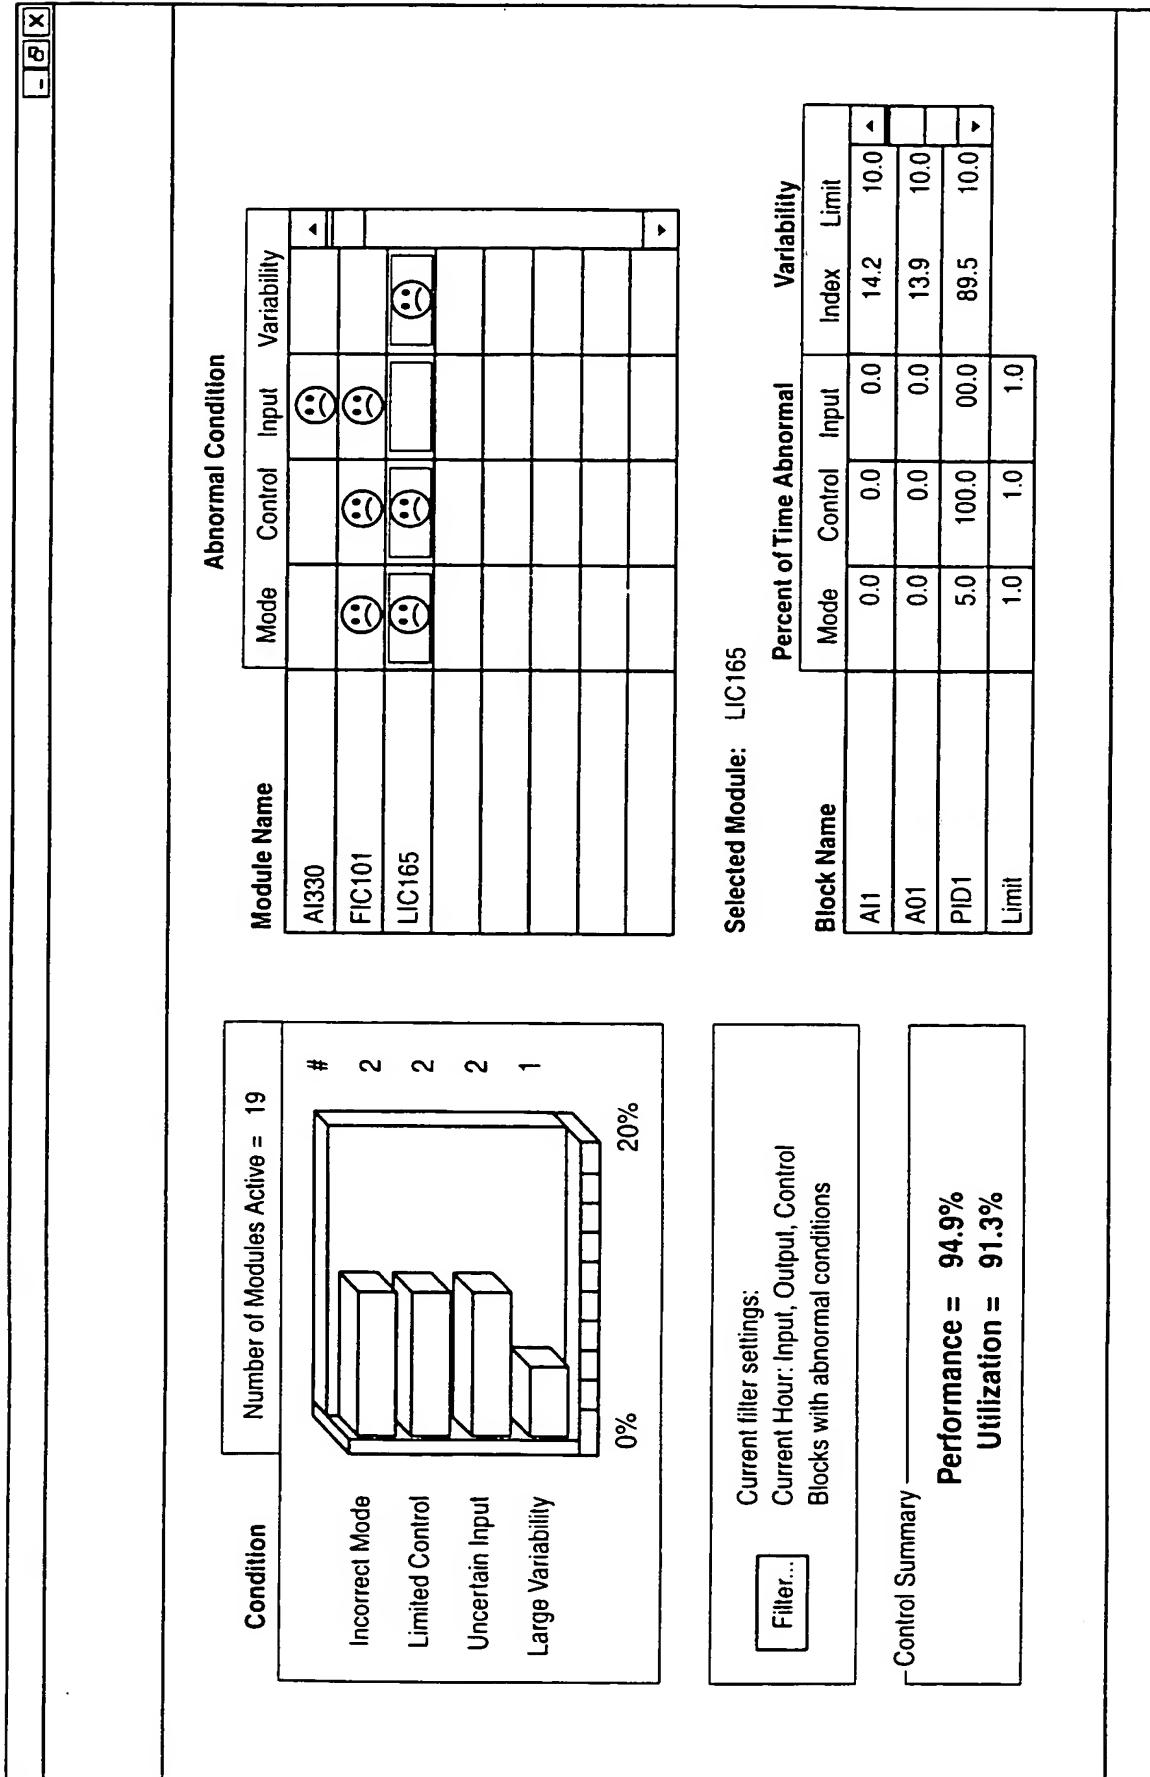 Condition
Number of Modules Active = 19
#
Incorrect Mode 2
Limited Control 2
Uncertain Input 2
Large Variability 1
0% 20%
Filter...
Current filter settings:
Current Hour: Input, Output, Control
Blocks with abnormal conditions
Control Summary
Performance = 94.9%
Utilization = 91.3%
Abnormal Condition
Module Name Mode Control Input Variability
AI330
FIC101
LIC165
Selected Module: LIC165
Percent of Time Abnormal Variability
Block Name Mode Control Input Index Limit
AI1 0.0 0.0 0.0 14.2 10.0
A01 0.0 0.0 0.0 13.9 10.0
PID1 5.0 100.0 00.0 89.5 10.0
Limit 1.0 1.0 1.0